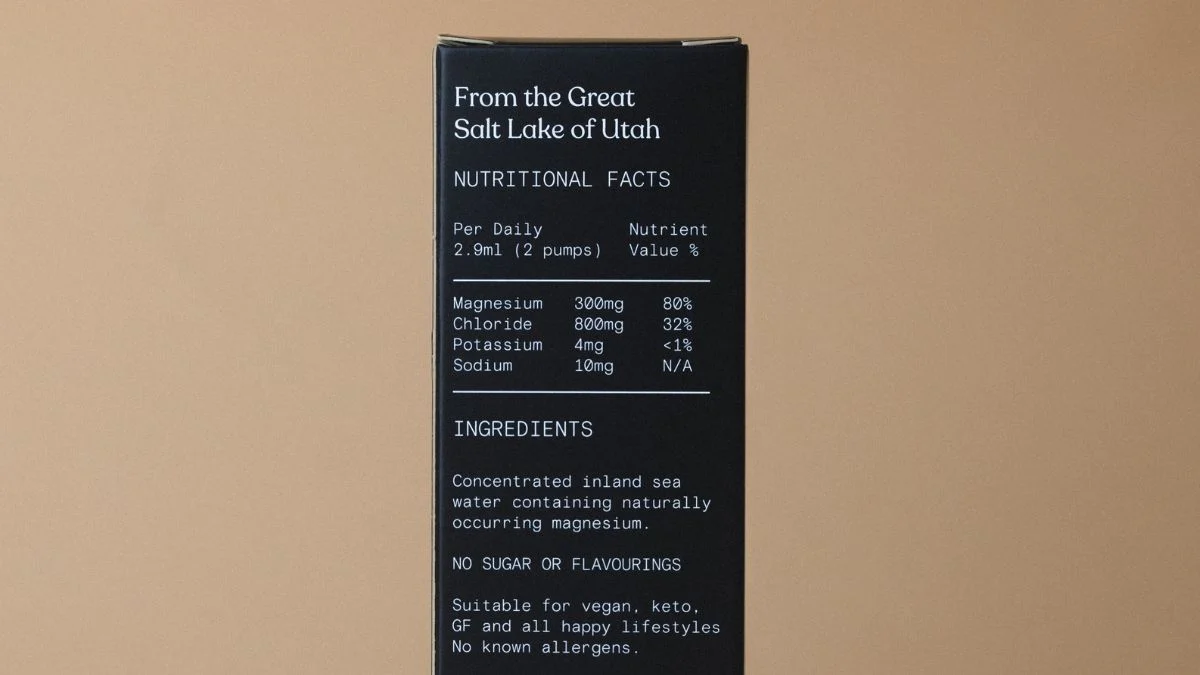 From the Great
Salt Lake of Utah
NUTRITIONAL FACTS
Per Daily Nutrient
2.9ml (2 pumps) Value %
Magnesium 300mg 80%
Chloride 800mg 32%
Potassium 4mg <1%
Sodium 10mg N/A
INGREDIENTS
Concentrated inland sea
water containing naturally
occurring magnesium.
NO SUGAR OR FLAVOURINGS
Suitable for vegan, keto,
GF and all happy lifestyles
No known allergens.